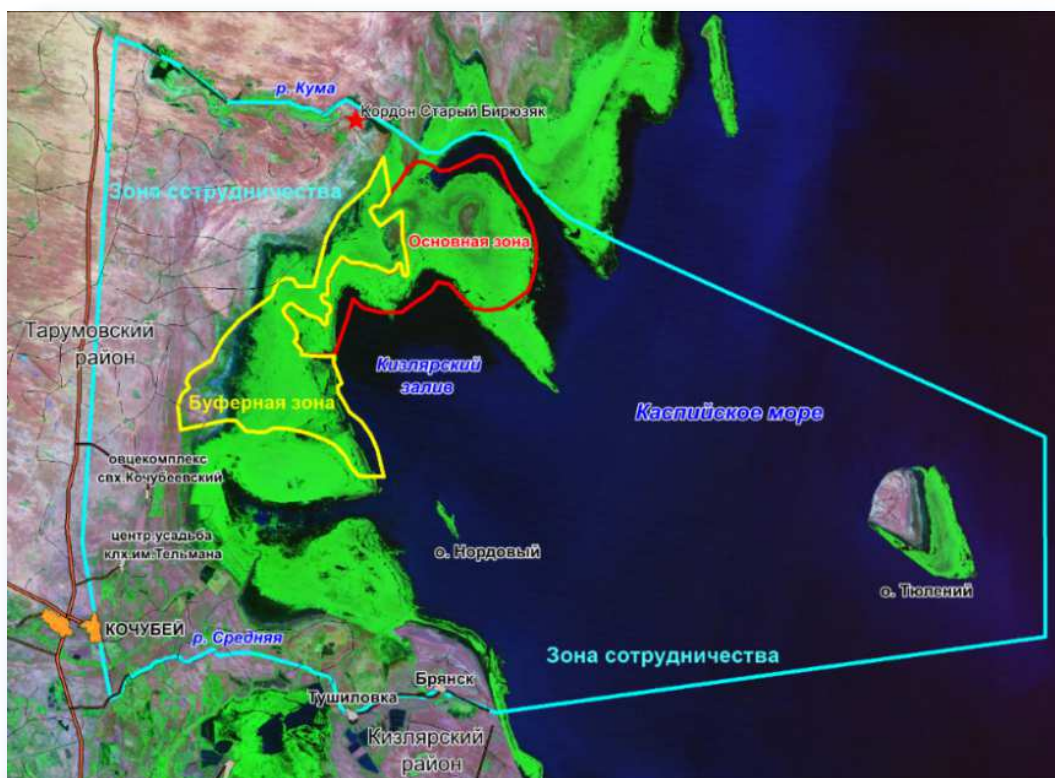 р. Кума
Кордон Старый Бирюзяк
Зона сотрудничества
Основная зона
Тарумовский
район
Кизлярский
залив
Буферная зона
Каспийское море
овцекомплекс
свх.Кочубеевский
центр.усадьба
клх.им.Тельмана
о. Нордовый
о. Тюлений
КОЧУБЕЙ
р. Средняя
Зона сотрудничества
Брянск
Тушиловка
Кизлярский
район